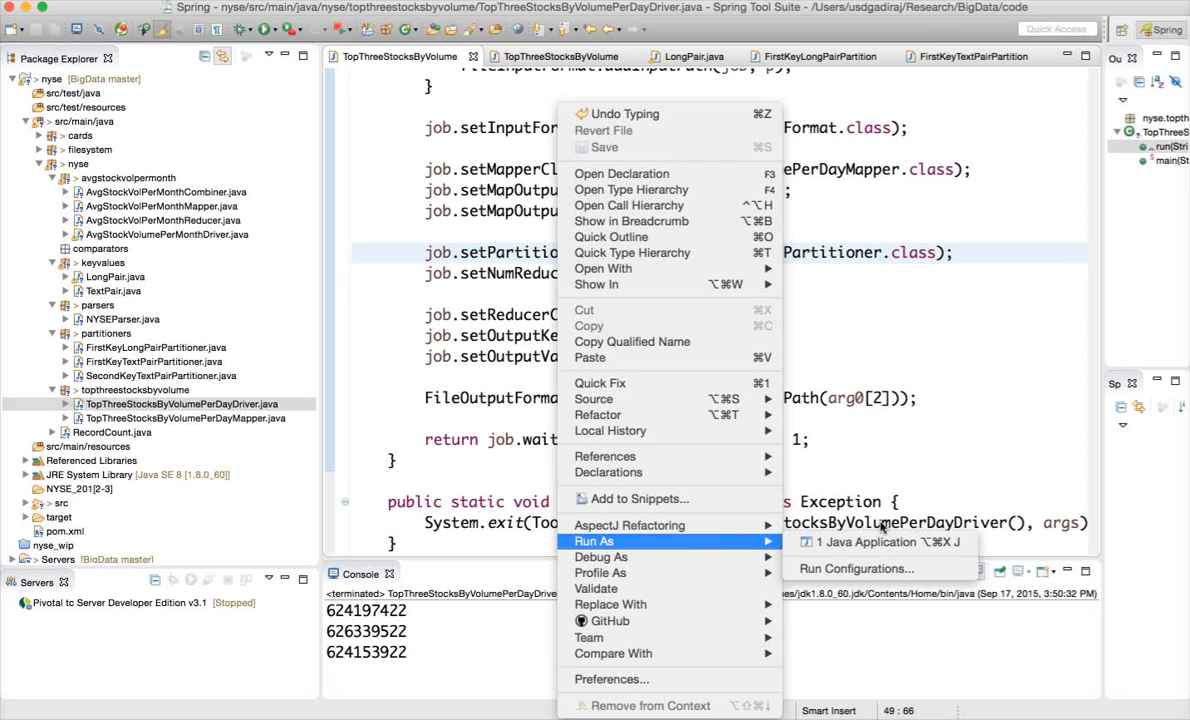 Spring - nyse/src/main/java/nyse/topthreestocksbyvolume/TopThreeStocksByVolumePerDayDriver.java - Spring Tool Suite - /Users/usdgadiraj/Research/BigData/code
Quick Access
Spring
Package Explorer
> nyse [BigData master]
src/test/java
src/test/resources
> src/main/java
> cards
> filesystem
> nyse
> avgstockvolpermonth
AvgStockVolPerMonthCombiner.java
AvgStockVolPerMonthMapper.java
AvgStockVolPerMonthReducer.java
AvgStockVolumePerMonthDriver.java
comparators
> keyvalues
LongPair.java
TextPair.java
> parsers
NYSEParser.java
> partitioners
FirstKeyLongPairPartitioner.java
FirstKeyTextPairPartitioner.java
SecondKeyTextPairPartitioner.java
> topthreestocksbyvolume
TopThreeStocksByVolumePerDayDriver.java
TopThreeStocksByVolumePerDayMapper.java
RecordCount.java
src/main/resources
Referenced Libraries
JRE System Library [Java SE 8 [1.8.0_60]]
NYSE_201[2-3]
> src
> target
pom.xml
nyse_wip
> Servers [BigData master]
Servers
Pivotal tc Server Developer Edition v3.1 [Stopped]
TopThreeStocksByVolume
TopThreeStocksByVolume
LongPair.java
FirstKeyLongPairPartition
FirstKeyTextPairPartition
}
job.setInputFor
Format.class);
job.setMapperCl
PerDayMapper.class);
job.setMapOutpu
;
job.setMapOutpu
job.setPartitio
Partitioner.class);
job.setNumReduc
job.setReducerC
job.setOutputKe
job.setOutputVa
FileOutputForma
Path(arg0[2]));
return job.wait
1;
}
public static void
s Exception {
System.exit(Too
tocksByVolumePerDayDriver(), args)
}
Undo Typing ⌘Z
Revert File
Save ⌘S
Open Declaration F3
Open Type Hierarchy F4
Open Call Hierarchy ^⌥H
Show in Breadcrumb ⌥⌘B
Quick Outline ⌘O
Quick Type Hierarchy ⌘T
Open With
Show In ⌥⌘W
Cut ⌘X
Copy ⌘C
Copy Qualified Name
Paste ⌘V
Quick Fix ⌘1
Source ⌥⌘S
Refactor ⌥⌘T
Local History
References
Declarations
Add to Snippets...
AspectJ Refactoring
Run As
Debug As
Profile As
Validate
Replace With
GitHub
Team
Compare With
Preferences...
Remove from Context ⌥⇧⌘↓
1 Java Application ⌥⌘X J
Run Configurations...
Console
<terminated> TopThreeStocksByVolumePerDayDriver
es/jdk1.8.0_60.jdk/Contents/Home/bin/java (Sep 17, 2015, 3:50:32 PM)
624197422
626339522
624153922
Ou
nyse.topth
TopThreeS
run(Stri
main(St
Sp
Smart Insert
49 : 66